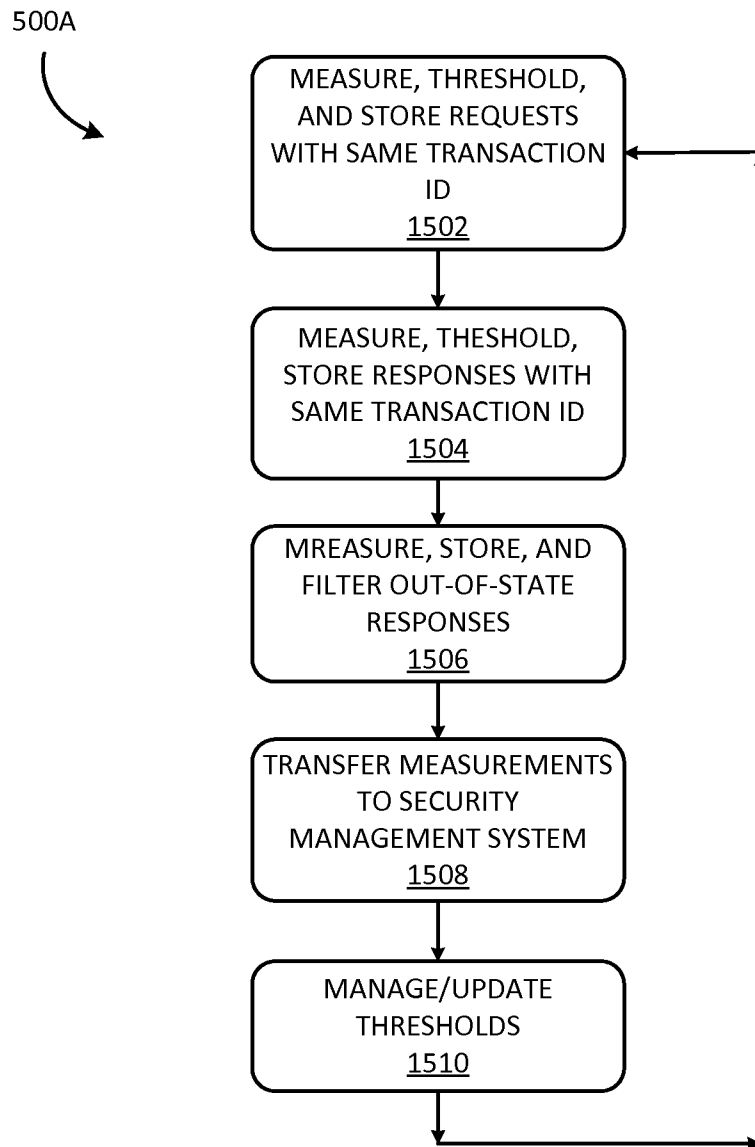 500A
MEASURE, THRESHOLD,
AND STORE REQUESTS
WITH SAME TRANSACTION
ID
1502
MEASURE, THESHOLD,
STORE RESPONSES WITH
SAME TRANSACTION ID
1504
MREASURE, STORE, AND
FILTER OUT-OF-STATE
RESPONSES
1506
TRANSFER MEASUREMENTS
TO SECURITY
MANAGEMENT SYSTEM
1508
MANAGE/UPDATE
THRESHOLDS
1510